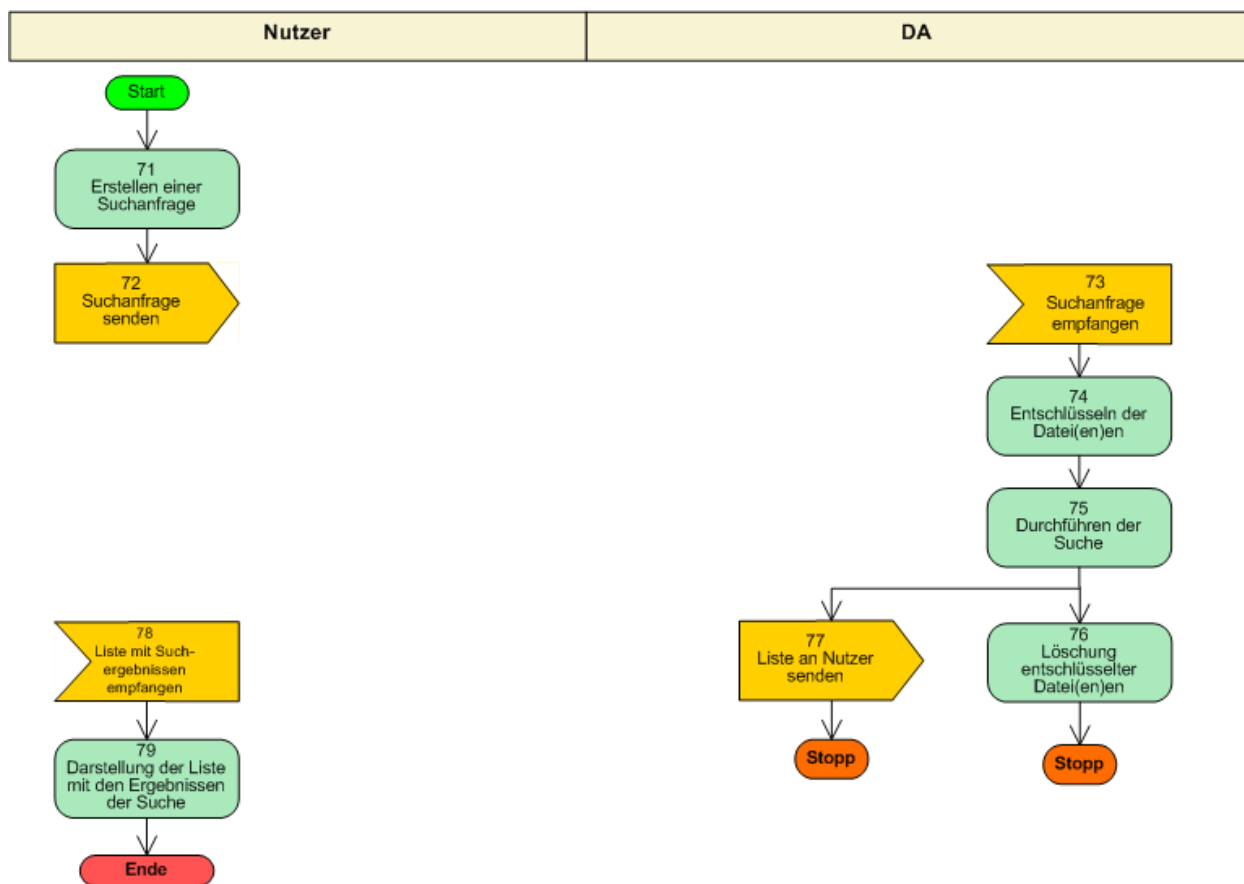 Nutzer
DA
Start
71
Erstellen einer
Suchanfrage
72
Suchanfrage
senden
73
Suchanfrage
empfangen
74
Entschlüsseln der
Datei(en)en
75
Durchführen der
Suche
77
Liste an Nutzer
senden
76
Löschung
entschlüsselter
Datei(en)en
Stopp
Stopp
78
Liste mit Such-
ergebnissen
empfangen
79
Darstellung der Liste
mit den Ergebnissen
der Suche
Ende